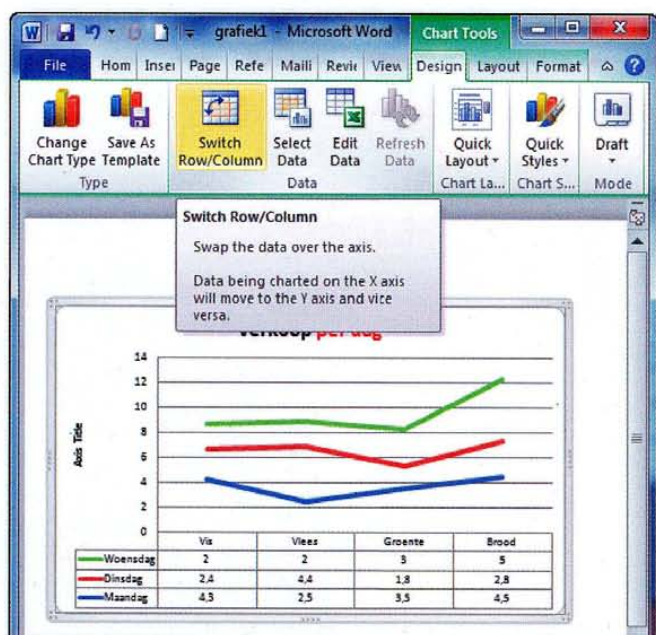 grafiek1 - Microsoft Word
Chart Tools
File Hom Inser Page Refe Maili Revie View Design Layout Format
Change Chart Type
Save As Template
Switch Row/Column
Select Data
Edit Data
Refresh Data
Quick Layout
Quick Styles
Draft
Type
Data
Chart La...
Chart S...
Mode
Switch Row/Column
Swap the data over the axis.
Data being charted on the X axis
will move to the Y axis and vice
versa.
Verkoop per dag
14
12
10
8
6
4
2
0
Axis Title
Vis Vlees Groente Brood
Woensdag 2 2 3 5
Dinsdag 2,4 4,4 1,8 2,8
Maandag 4,3 2,5 3,5 4,5